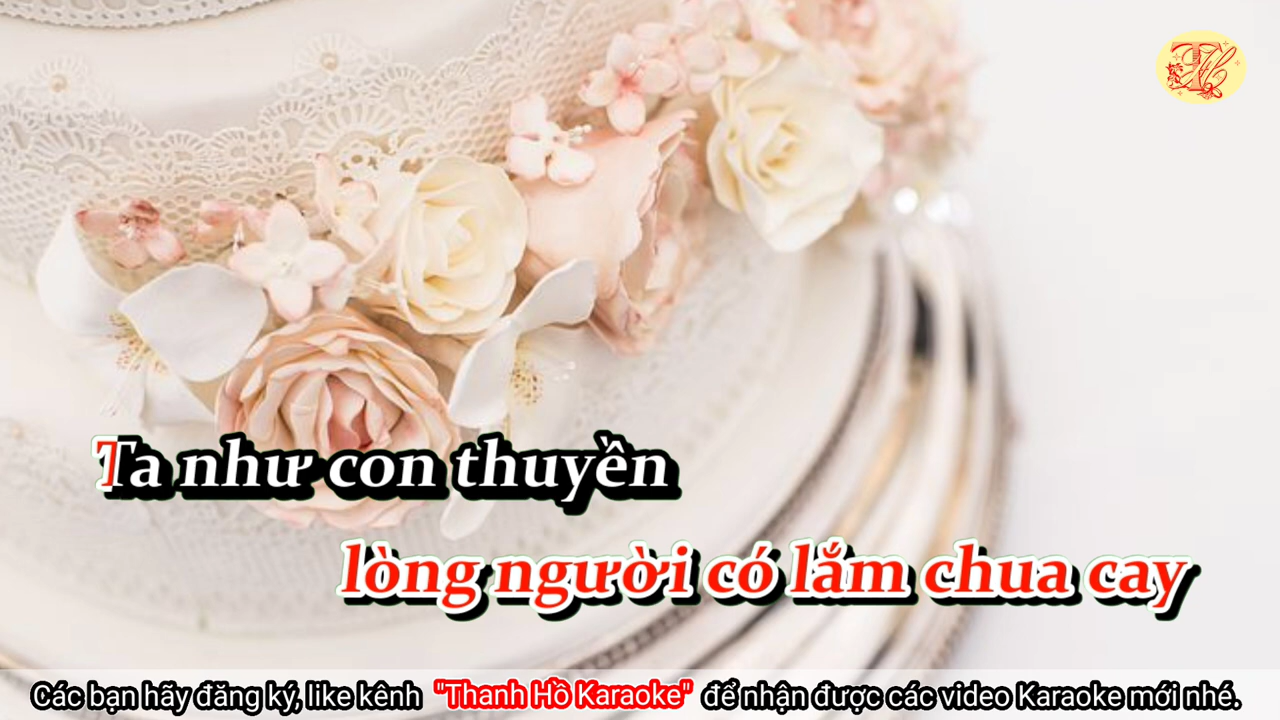 Ta như con thuyền
lòng người có lắm chua cay
Các bạn hãy đăng ký, like kênh "Thanh Hồ Karaoke" để nhận được các video Karaoke mới nhé.